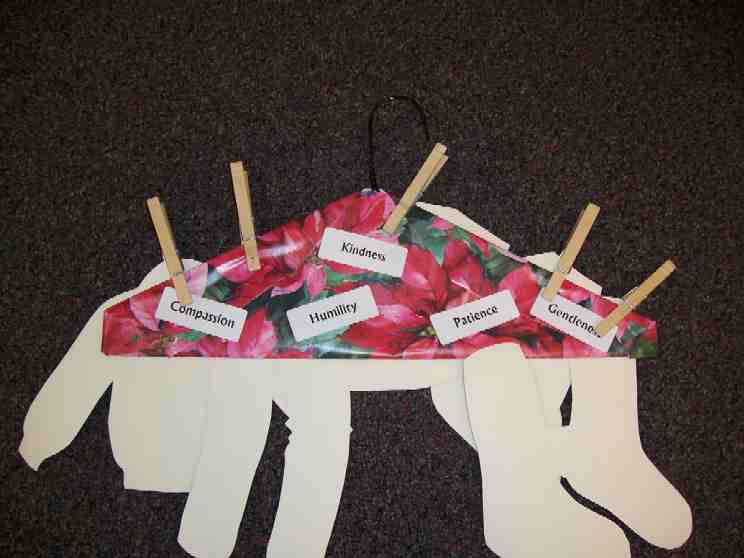 Kindness
Compassion
Humility
Patience
Gentleness